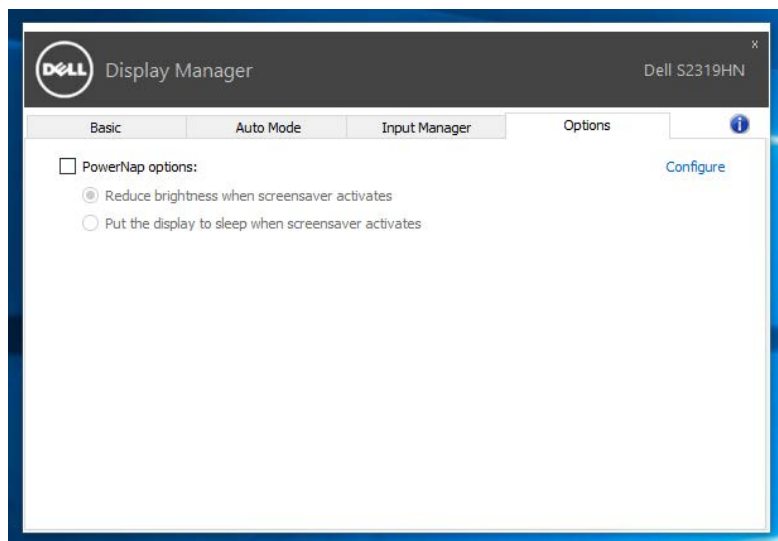 DELL
Display Manager
x
Dell S2319HN
Basic
Auto Mode
Input Manager
Options
i
PowerNap options:
Configure
Reduce brightness when screensaver activates
Put the display to sleep when screensaver activates